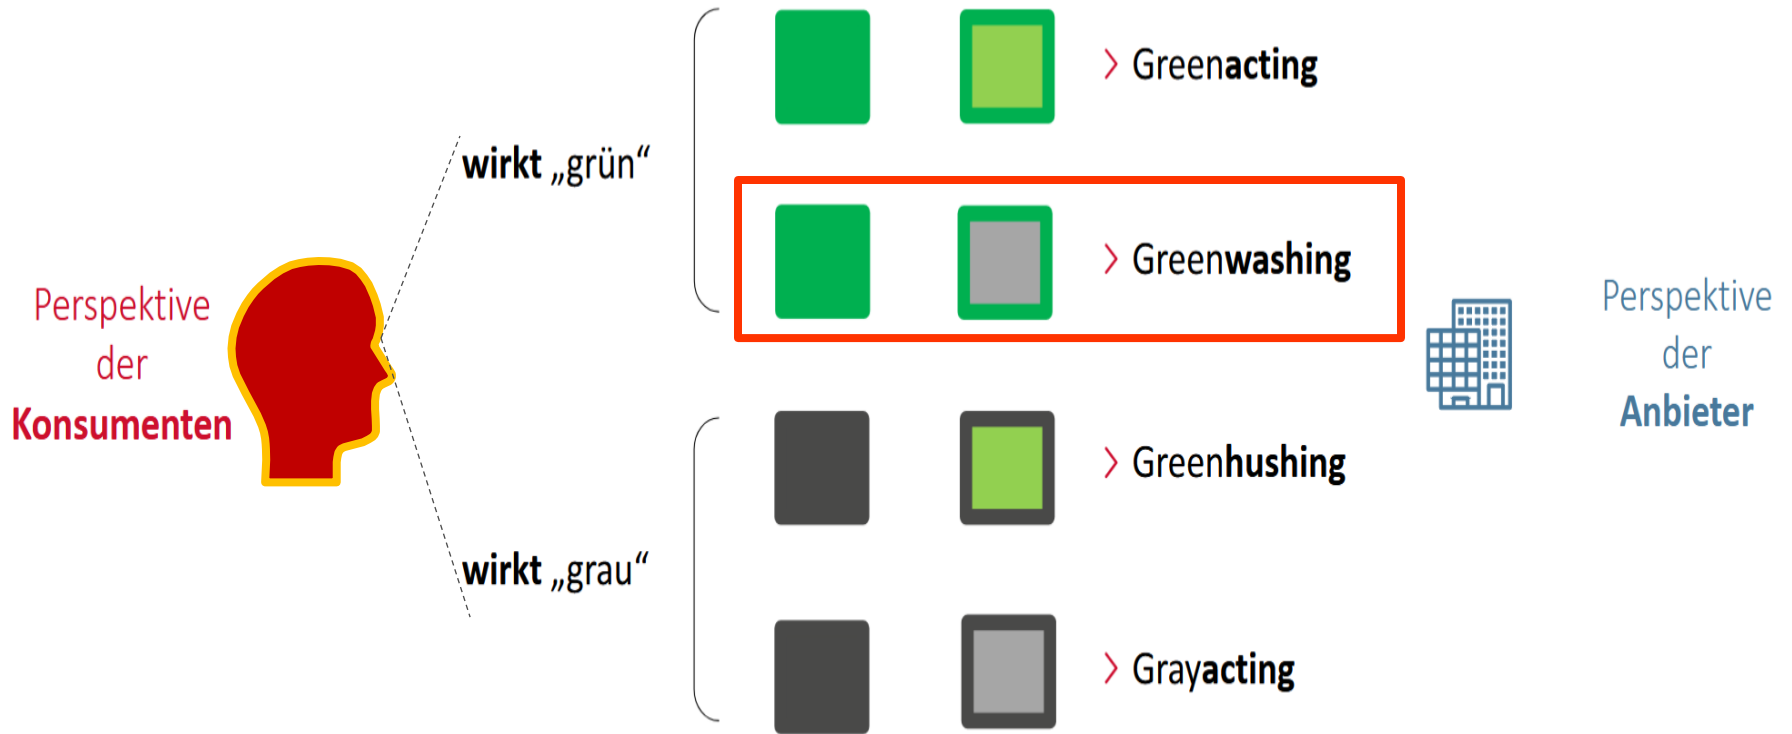 Perspektive
der
Konsumenten
wirkt „grün“
wirkt „grau“
> Greenacting
> Greenwashing
> Greenhushing
> Grayacting
Perspektive
der
Anbieter